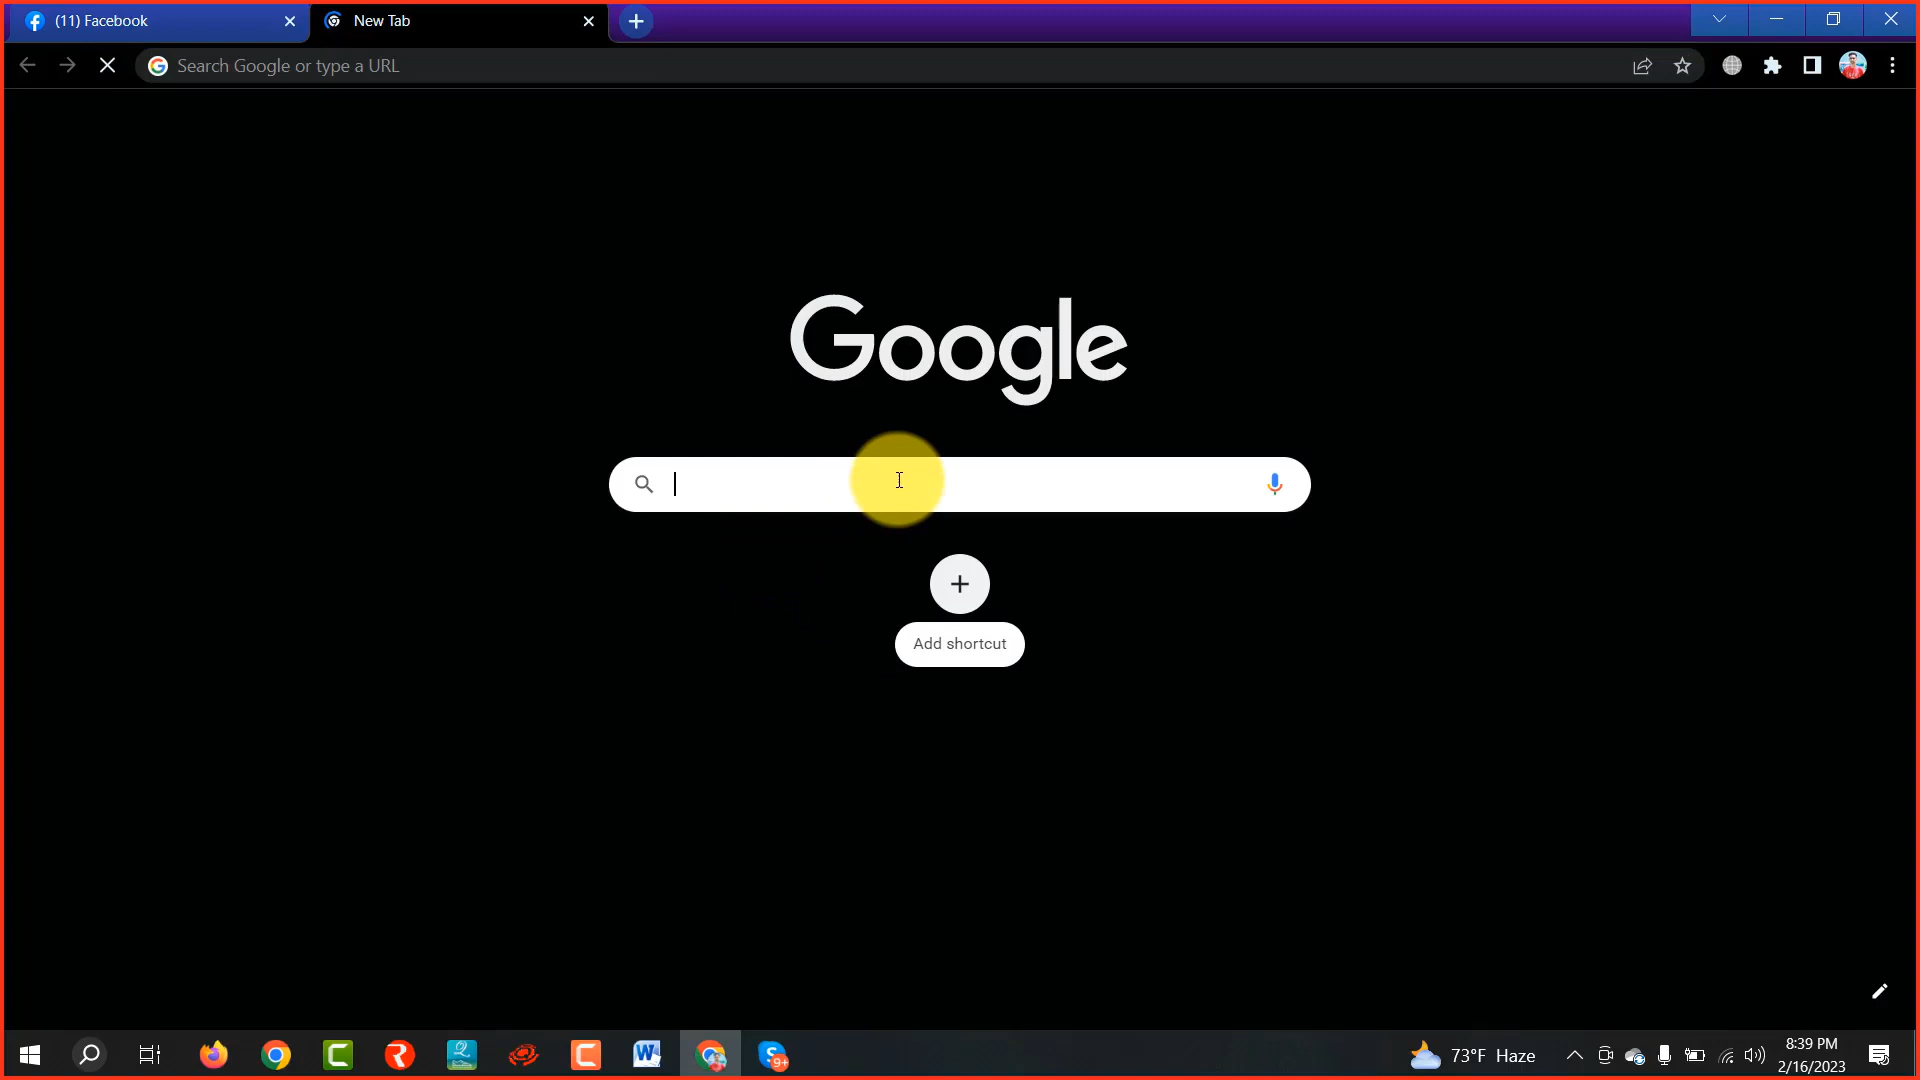 (11) Facebook
New Tab
Search Google or type a URL
Google
Add shortcut
9+
73°F Haze
8:39 PM
2/16/2023